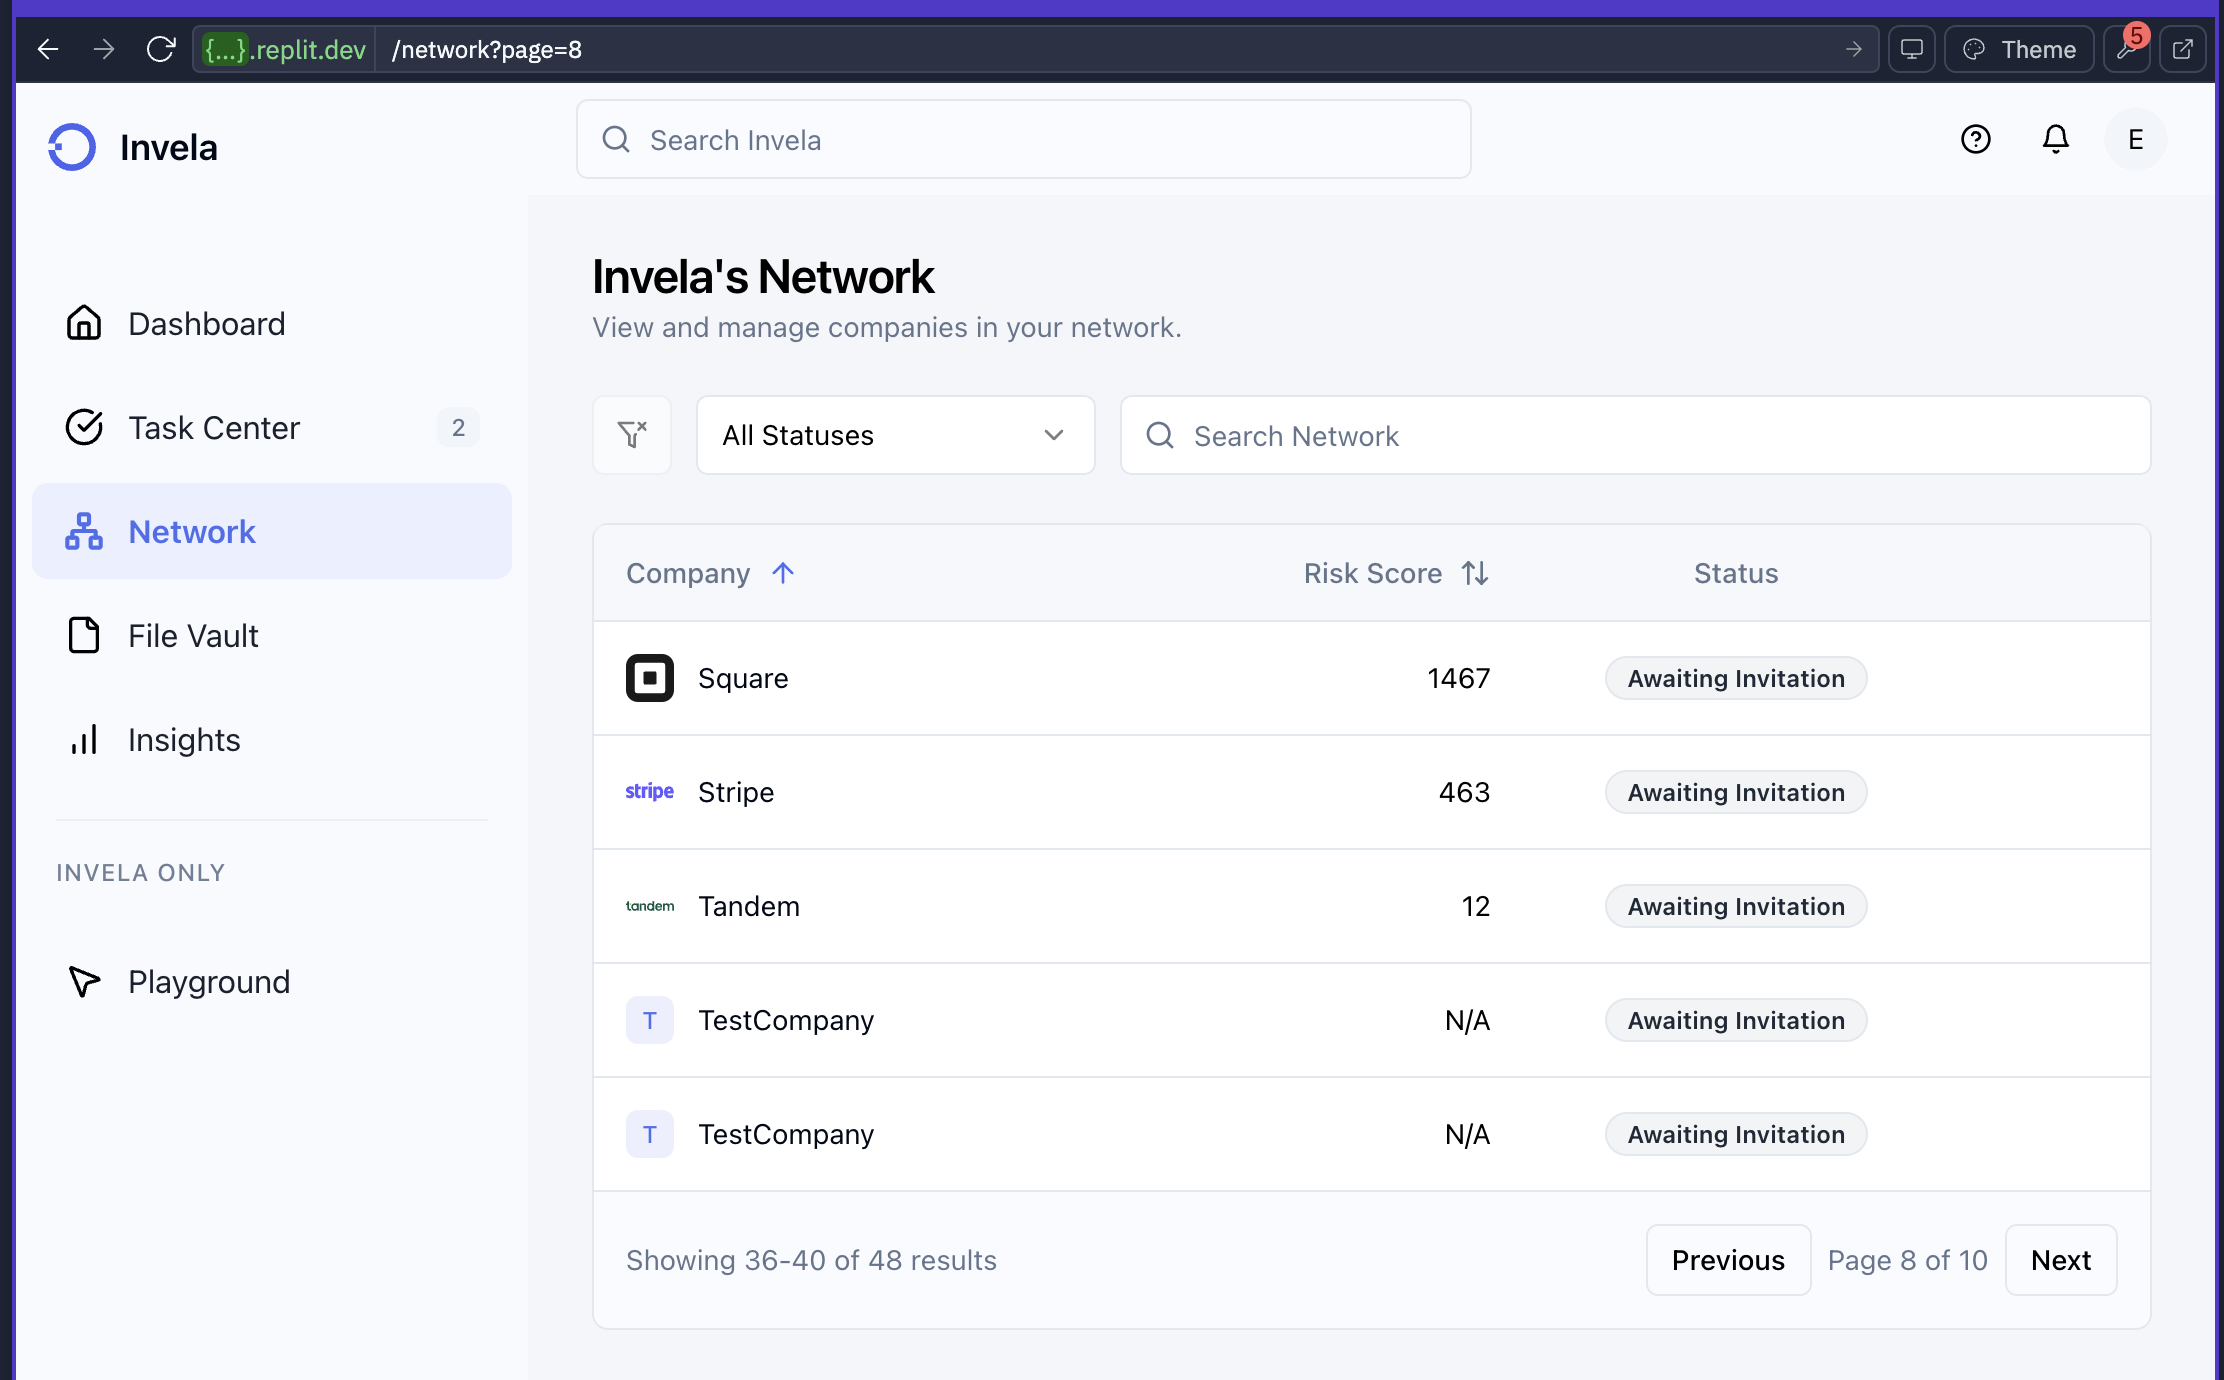 {...}.replit.dev /network?page=8 Theme 5
Invela
Search Invela
E
Dashboard
Task Center 2
Network
File Vault
Insights
INVELA ONLY
Playground
Invela's Network
View and manage companies in your network.
All Statuses
Search Network
Company Risk Score Status
Square 1467 Awaiting Invitation
stripe Stripe 463 Awaiting Invitation
tandem Tandem 12 Awaiting Invitation
T TestCompany N/A Awaiting Invitation
T TestCompany N/A Awaiting Invitation
Showing 36-40 of 48 results
Previous Page 8 of 10 Next